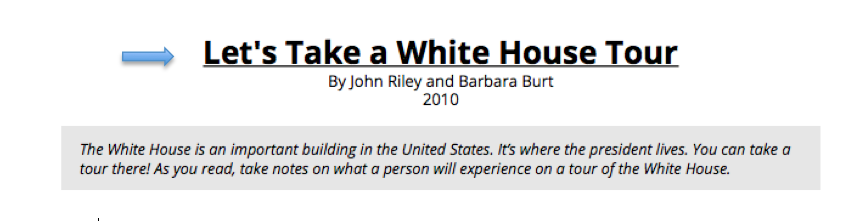 Let's Take a White House Tour
By John Riley and Barbara Burt
2010
The White House is an important building in the United States. It's where the president lives. You can take a
tour there! As you read, take notes on what a person will experience on a tour of the White House.